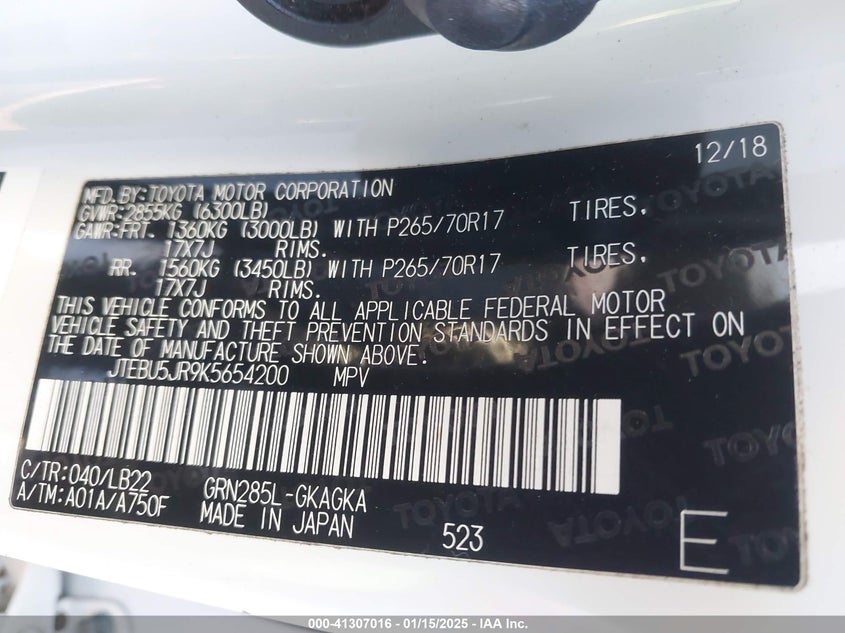 12/18
MFD.BY:TOYOTA MOTOR CORPORATION
GVWR:2855KG (6300LB)
GAWR:FRT. 1360KG (3000LB) WITH P265/70R17 TIRES,
17X7J RIMS.
RR. 1560KG (3450LB) WITH P265/70R17 TIRES,
17X7J RIMS.
THIS VEHICLE CONFORMS TO ALL APPLICABLE FEDERAL MOTOR
VEHICLE SAFETY AND THEFT PREVENTION STANDARDS IN EFFECT ON
THE DATE OF MANUFACTURE SHOWN ABOVE.
JTEBU5JR9K5654200 MPV
C/TR:040/LB22 GRN285L-GKAGKA
A/TM:A01A/A750F MADE IN JAPAN 523 E
000-41307016 - 01/15/2025 - IAA Inc.